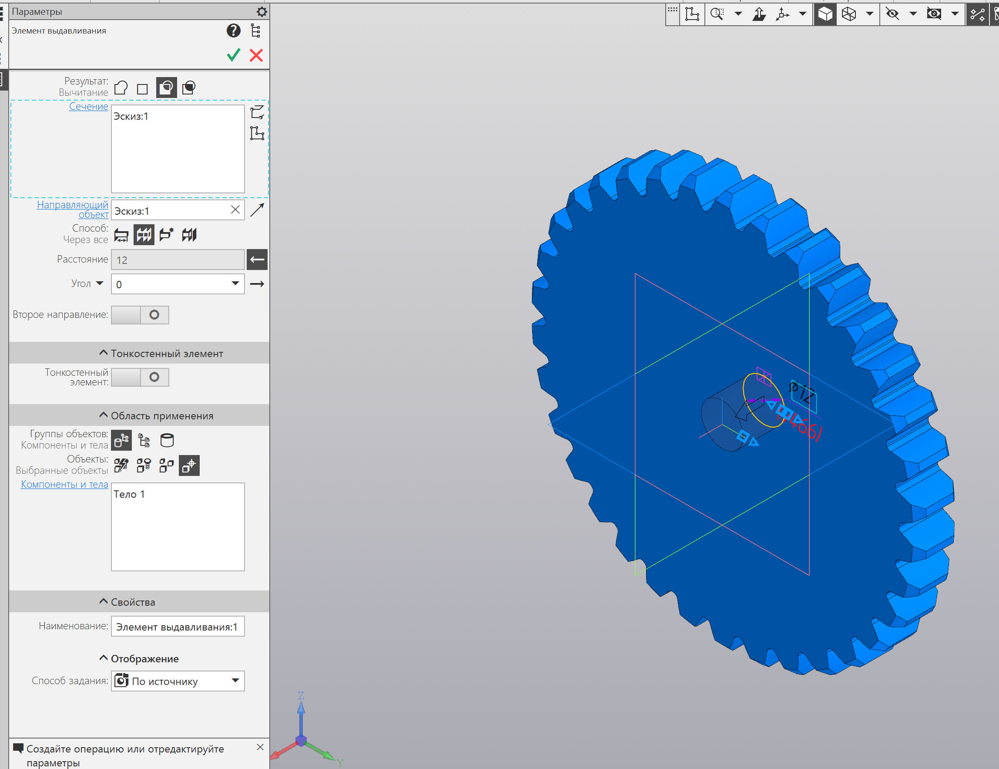 Параметры
Элемент выдавливания
Результат:
Вычитание
Сечение
Эскиз:1
Направляющий
объект
Эскиз:1
Способ:
Через все
Расстояние
12
Угол
0
Второе направление:
Тонкостенный элемент
Тонкостенный
элемент:
Область применения
Группы объектов:
Компоненты и тела
Объекты:
Выбранные объекты
Компоненты и тела
Тело 1
Свойства
Наименование:
Элемент выдавливания:1
Отображение
Способ задания:
По источнику
Создайте операцию или отредактируйте
параметры
Ø12
Z
Y